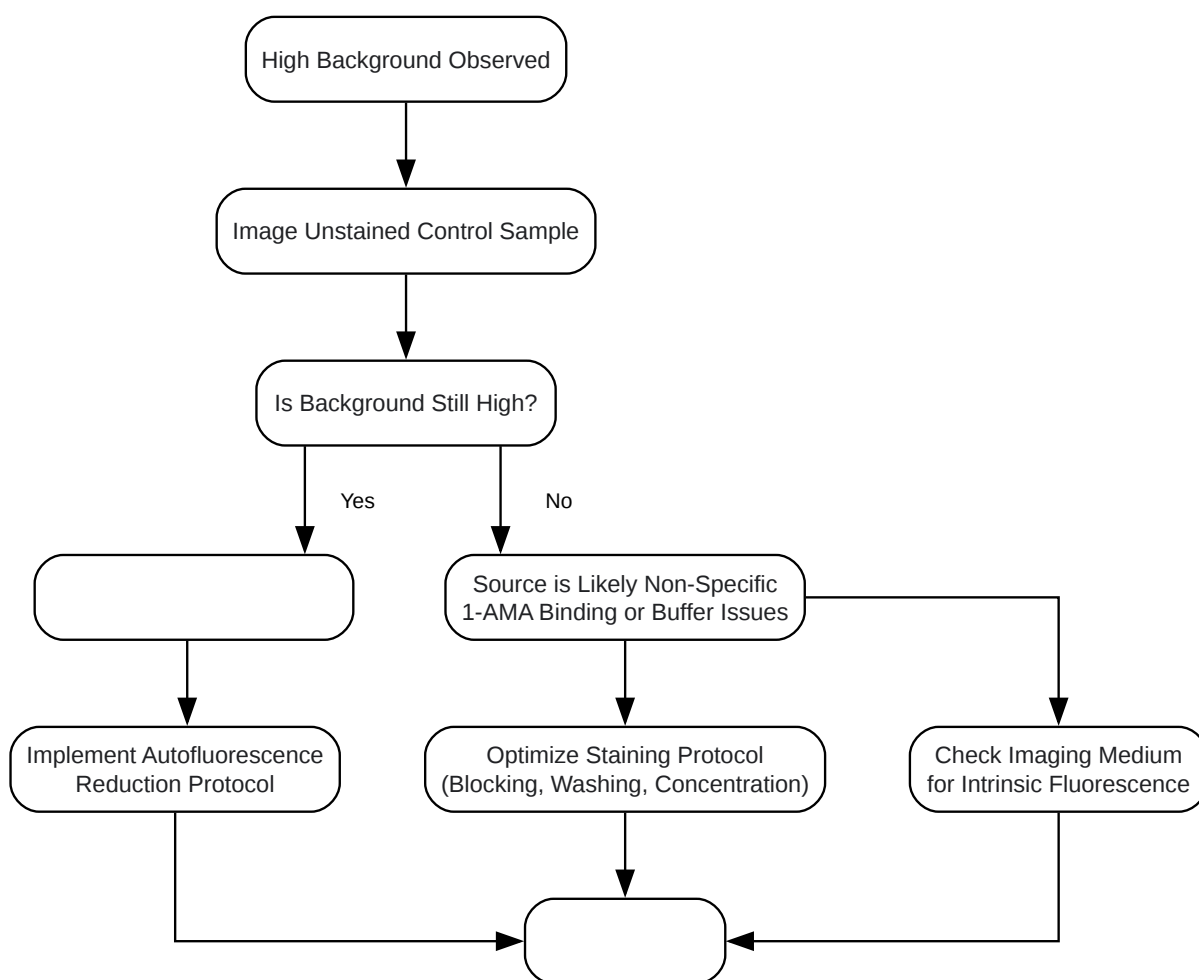 High Background Observed
Image Unstained Control Sample
Is Background Still High?
Yes
No
Source is Likely Non-Specific
1-AMA Binding or Buffer Issues
Implement Autofluorescence
Reduction Protocol
Optimize Staining Protocol
(Blocking, Washing, Concentration)
Check Imaging Medium
for Intrinsic Fluorescence